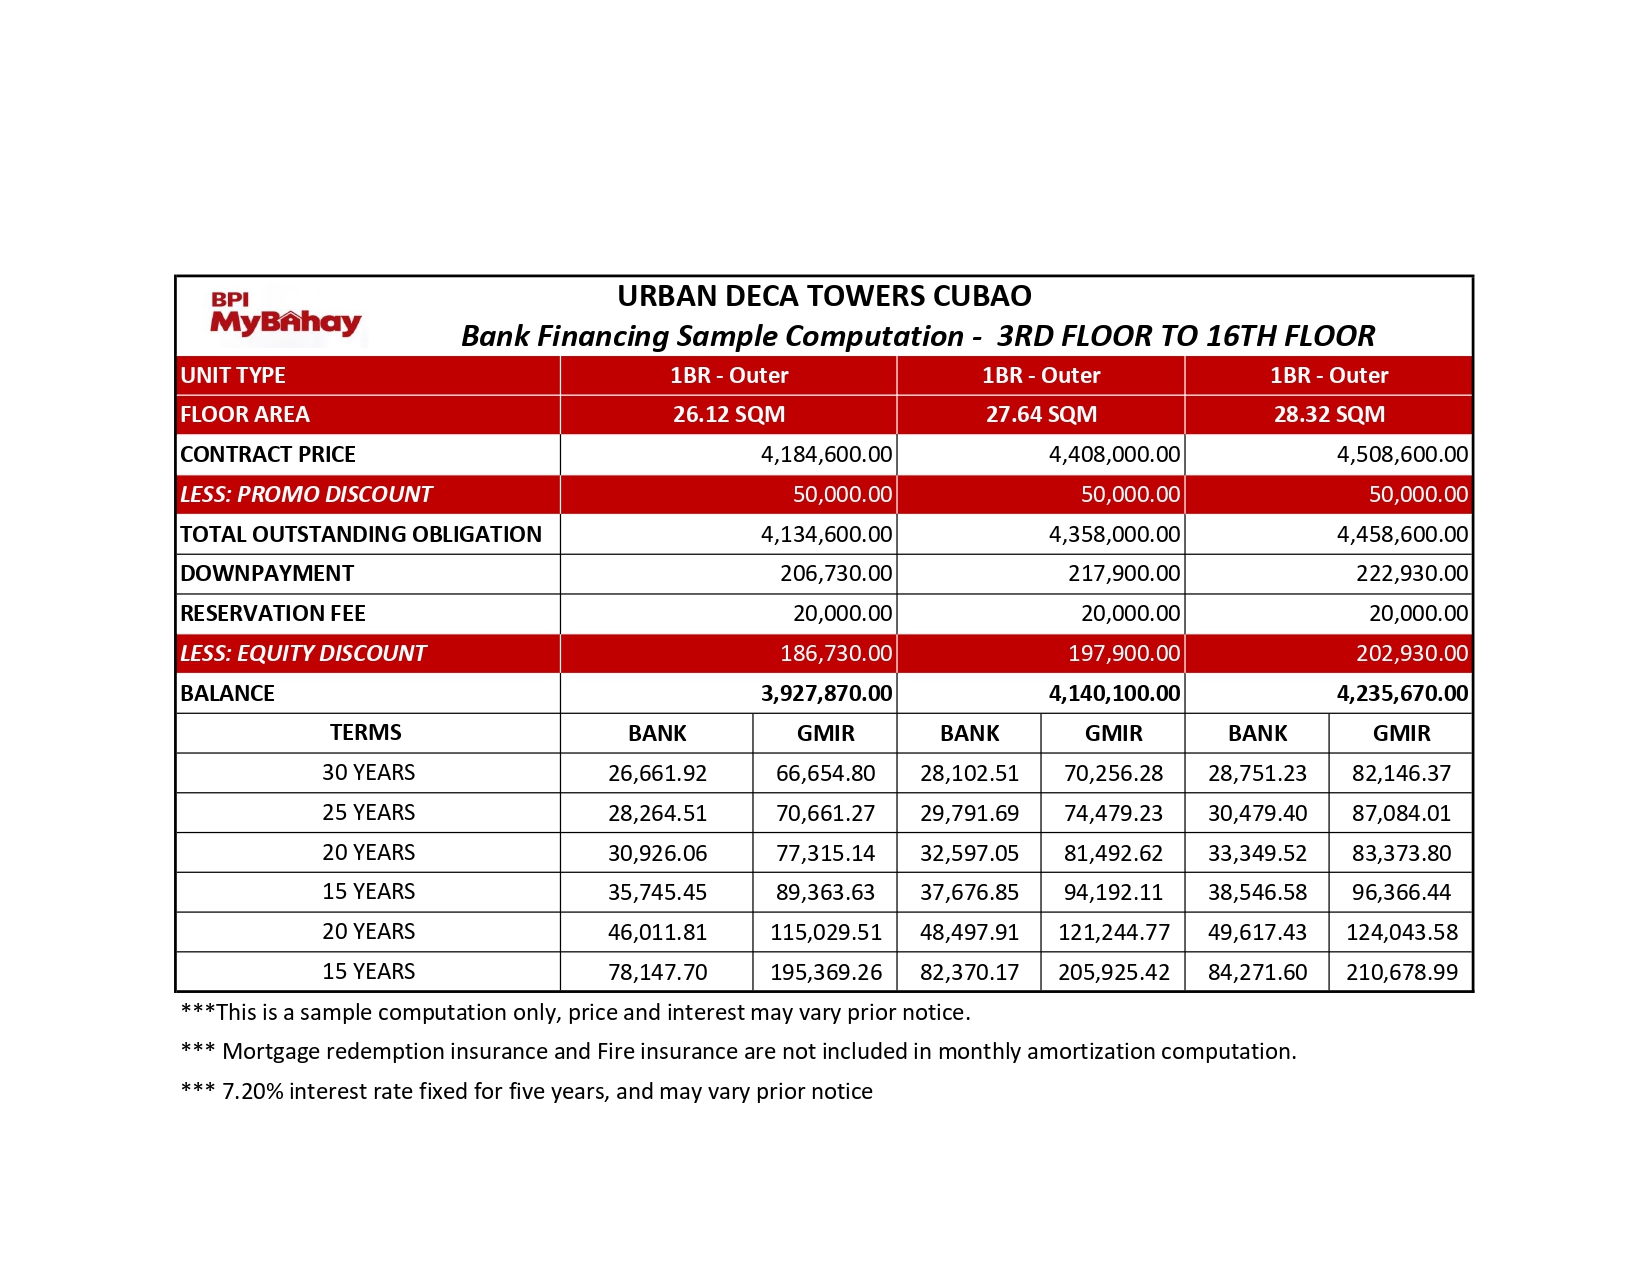 BPI
MyBahay
URBAN DECA TOWERS CUBAO
Bank Financing Sample Computation - 3RD FLOOR TO 16TH FLOOR
UNIT TYPE 1BR - Outer 1BR - Outer 1BR - Outer
FLOOR AREA 26.12 SQM 27.64 SQM 28.32 SQM
CONTRACT PRICE 4,184,600.00 4,408,000.00 4,508,600.00
LESS: PROMO DISCOUNT 50,000.00 50,000.00 50,000.00
TOTAL OUTSTANDING OBLIGATION 4,134,600.00 4,358,000.00 4,458,600.00
DOWNPAYMENT 206,730.00 217,900.00 222,930.00
RESERVATION FEE 20,000.00 20,000.00 20,000.00
LESS: EQUITY DISCOUNT 186,730.00 197,900.00 202,930.00
BALANCE 3,927,870.00 4,140,100.00 4,235,670.00
TERMS BANK GMIR BANK GMIR BANK GMIR
30 YEARS 26,661.92 66,654.80 28,102.51 70,256.28 28,751.23 82,146.37
25 YEARS 28,264.51 70,661.27 29,791.69 74,479.23 30,479.40 87,084.01
20 YEARS 30,926.06 77,315.14 32,597.05 81,492.62 33,349.52 83,373.80
15 YEARS 35,745.45 89,363.63 37,676.85 94,192.11 38,546.58 96,366.44
20 YEARS 46,011.81 115,029.51 48,497.91 121,244.77 49,617.43 124,043.58
15 YEARS 78,147.70 195,369.26 82,370.17 205,925.42 84,271.60 210,678.99
***This is a sample computation only, price and interest may vary prior notice.
*** Mortgage redemption insurance and Fire insurance are not included in monthly amortization computation.
*** 7.20% interest rate fixed for five years, and may vary prior notice